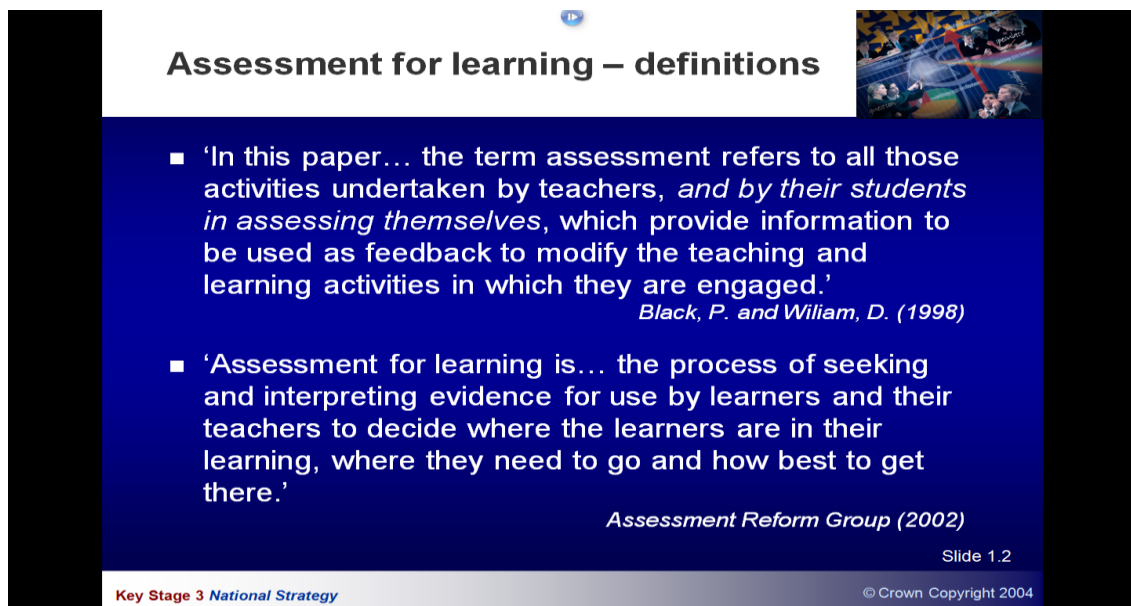 Assessment for learning – definitions
■ ‘In this paper… the term assessment refers to all those
activities undertaken by teachers, and by their students
in assessing themselves, which provide information to
be used as feedback to modify the teaching and
learning activities in which they are engaged.’
Black, P. and Wiliam, D. (1998)
■ ‘Assessment for learning is… the process of seeking
and interpreting evidence for use by learners and their
teachers to decide where the learners are in their
learning, where they need to go and how best to get
there.’
Assessment Reform Group (2002)
Slide 1.2
Key Stage 3 National Strategy
© Crown Copyright 2004